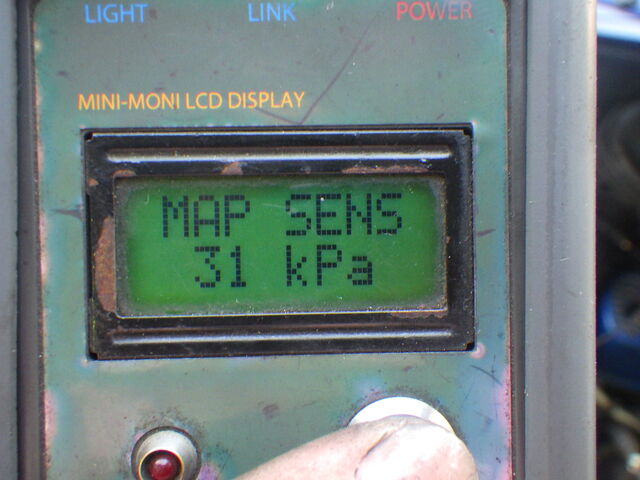 LIGHT LINK POWER
MINI-MONI LCD DISPLAY
MAP SENS
31 kPa